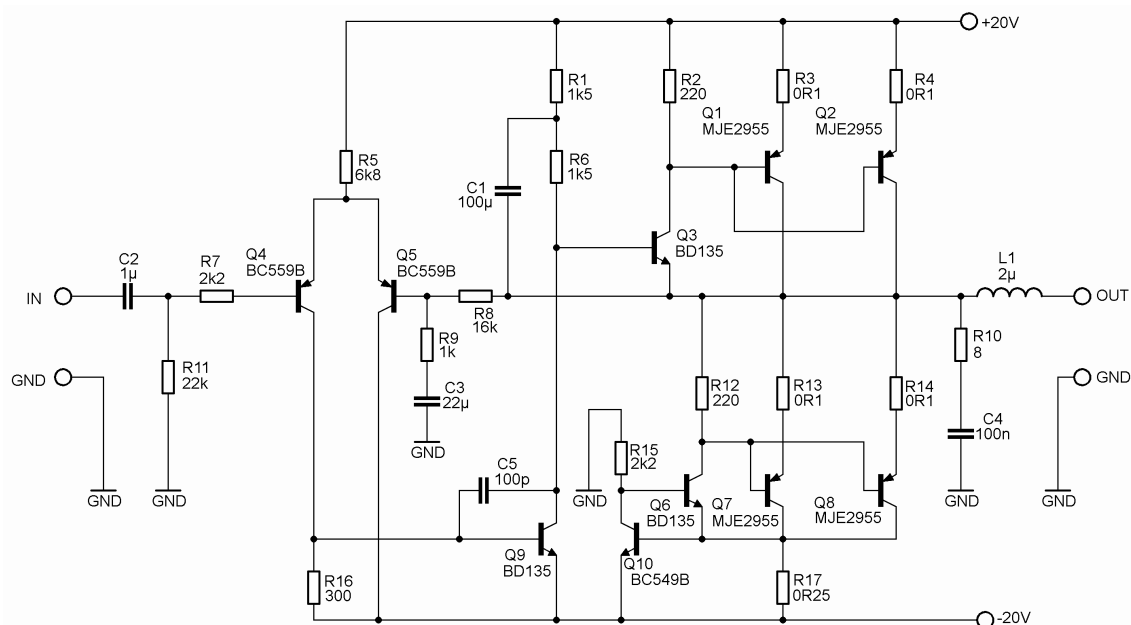 +20V
R1
1k5
R2
220
R3
0R1
R4
0R1
Q1
MJE2955
Q2
MJE2955
R5
6k8
R6
1k5
C1
100µ
Q3
BD135
Q4
BC559B
Q5
BC559B
C2
1µ
R7
2k2
L1
2µ
IN
OUT
R8
16k
R9
1k
R10
8
R11
22k
GND
GND
C3
22µ
R12
220
R13
0R1
R14
0R1
C4
100n
GND
R15
2k2
C5
100p
GND
GND
GND
Q6
BD135
Q7
MJE2955
Q8
MJE2955
GND
GND
Q9
BD135
Q10
BC549B
R16
300
R17
0R25
-20V